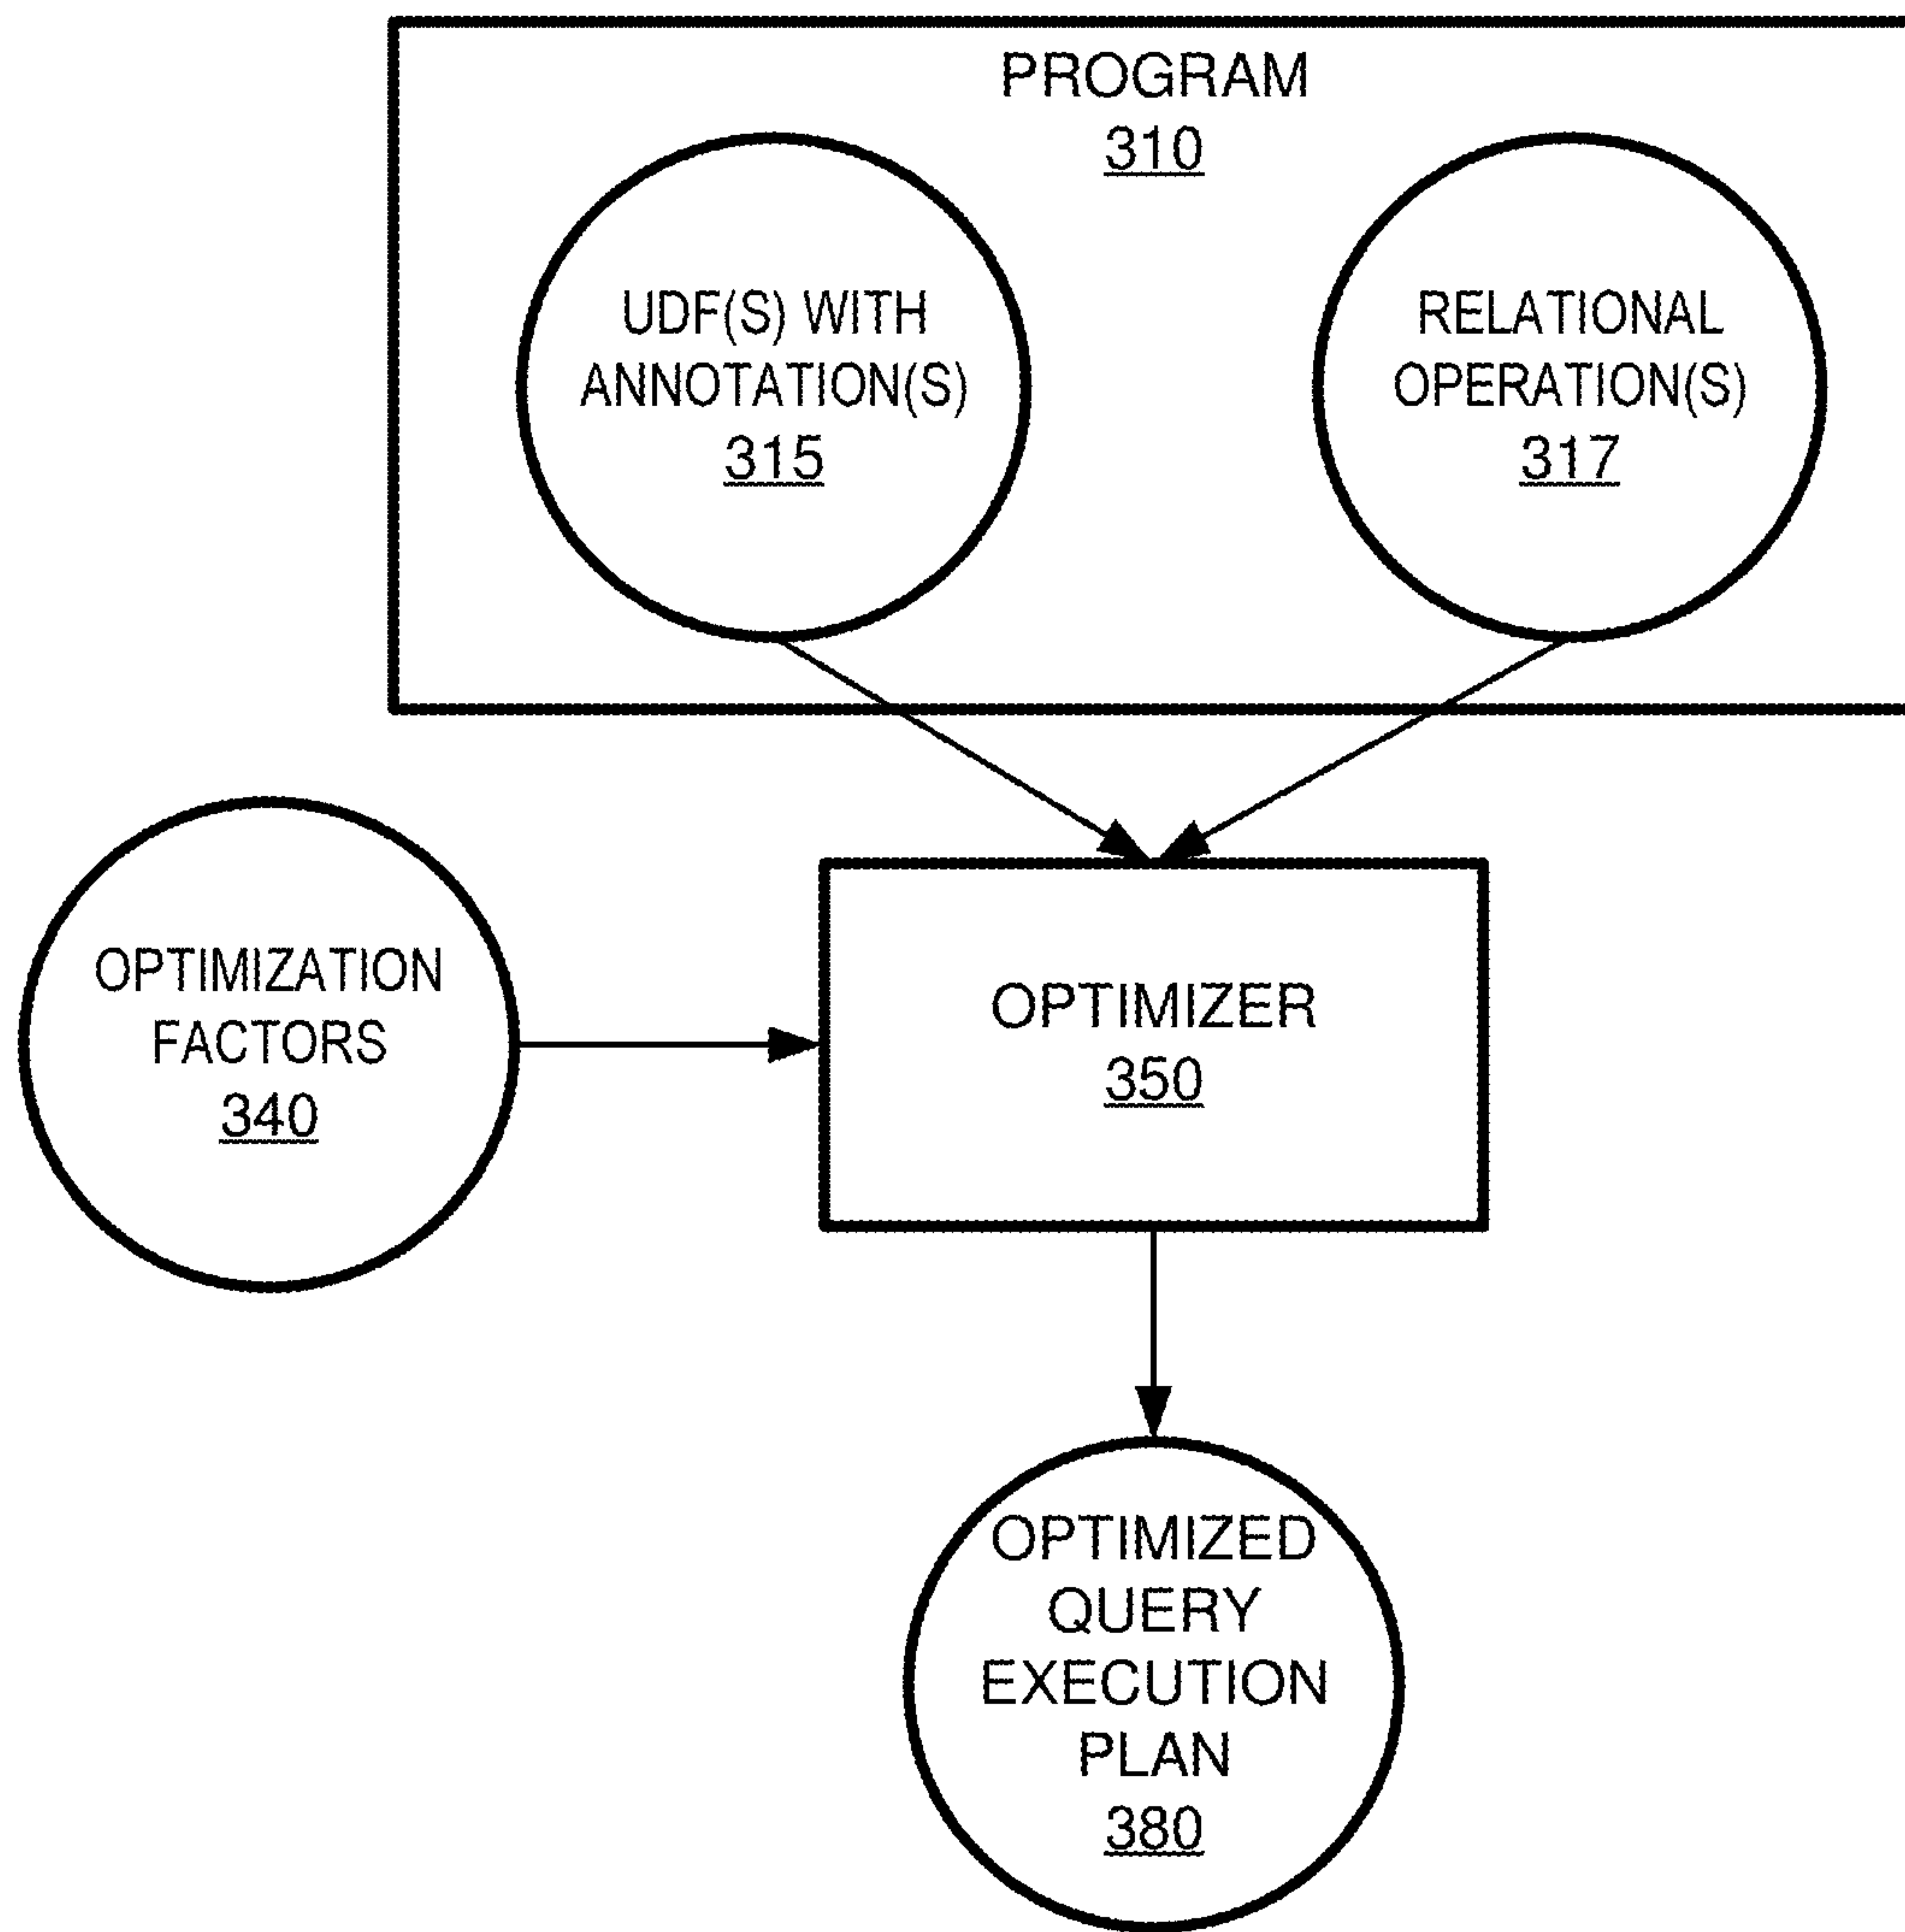 PROGRAM
310
UDF(S) WITH
ANNOTATION(S)
315
RELATIONAL
OPERATION(S)
317
OPTIMIZATION
FACTORS
340
OPTIMIZER
350
OPTIMIZED
QUERY
EXECUTION
PLAN
380